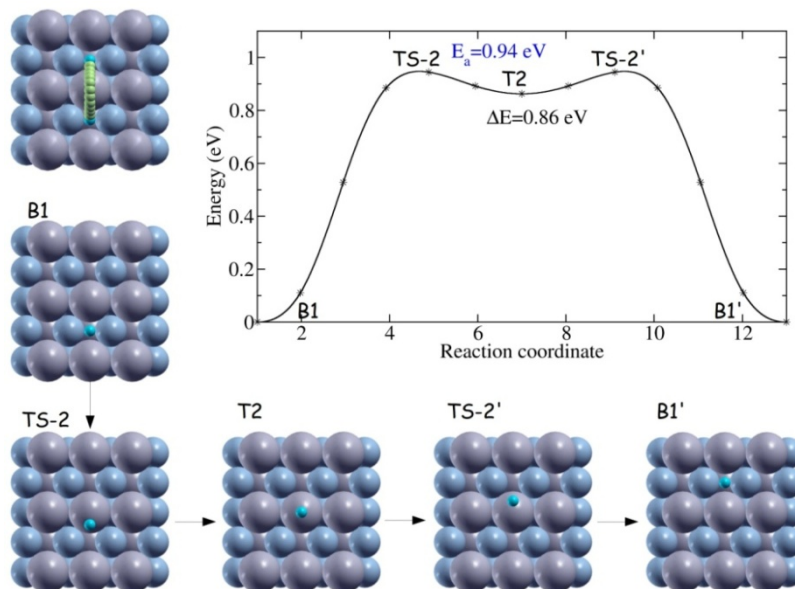 TS-2
E_a=0.94 eV
TS-2'
T2
ΔE=0.86 eV
B1
B1'
1
0.8
0.6
0.4
0.2
0
Energy (eV)
2
4
6
8
10
12
Reaction coordinate
B1
TS-2
T2
TS-2'
B1'